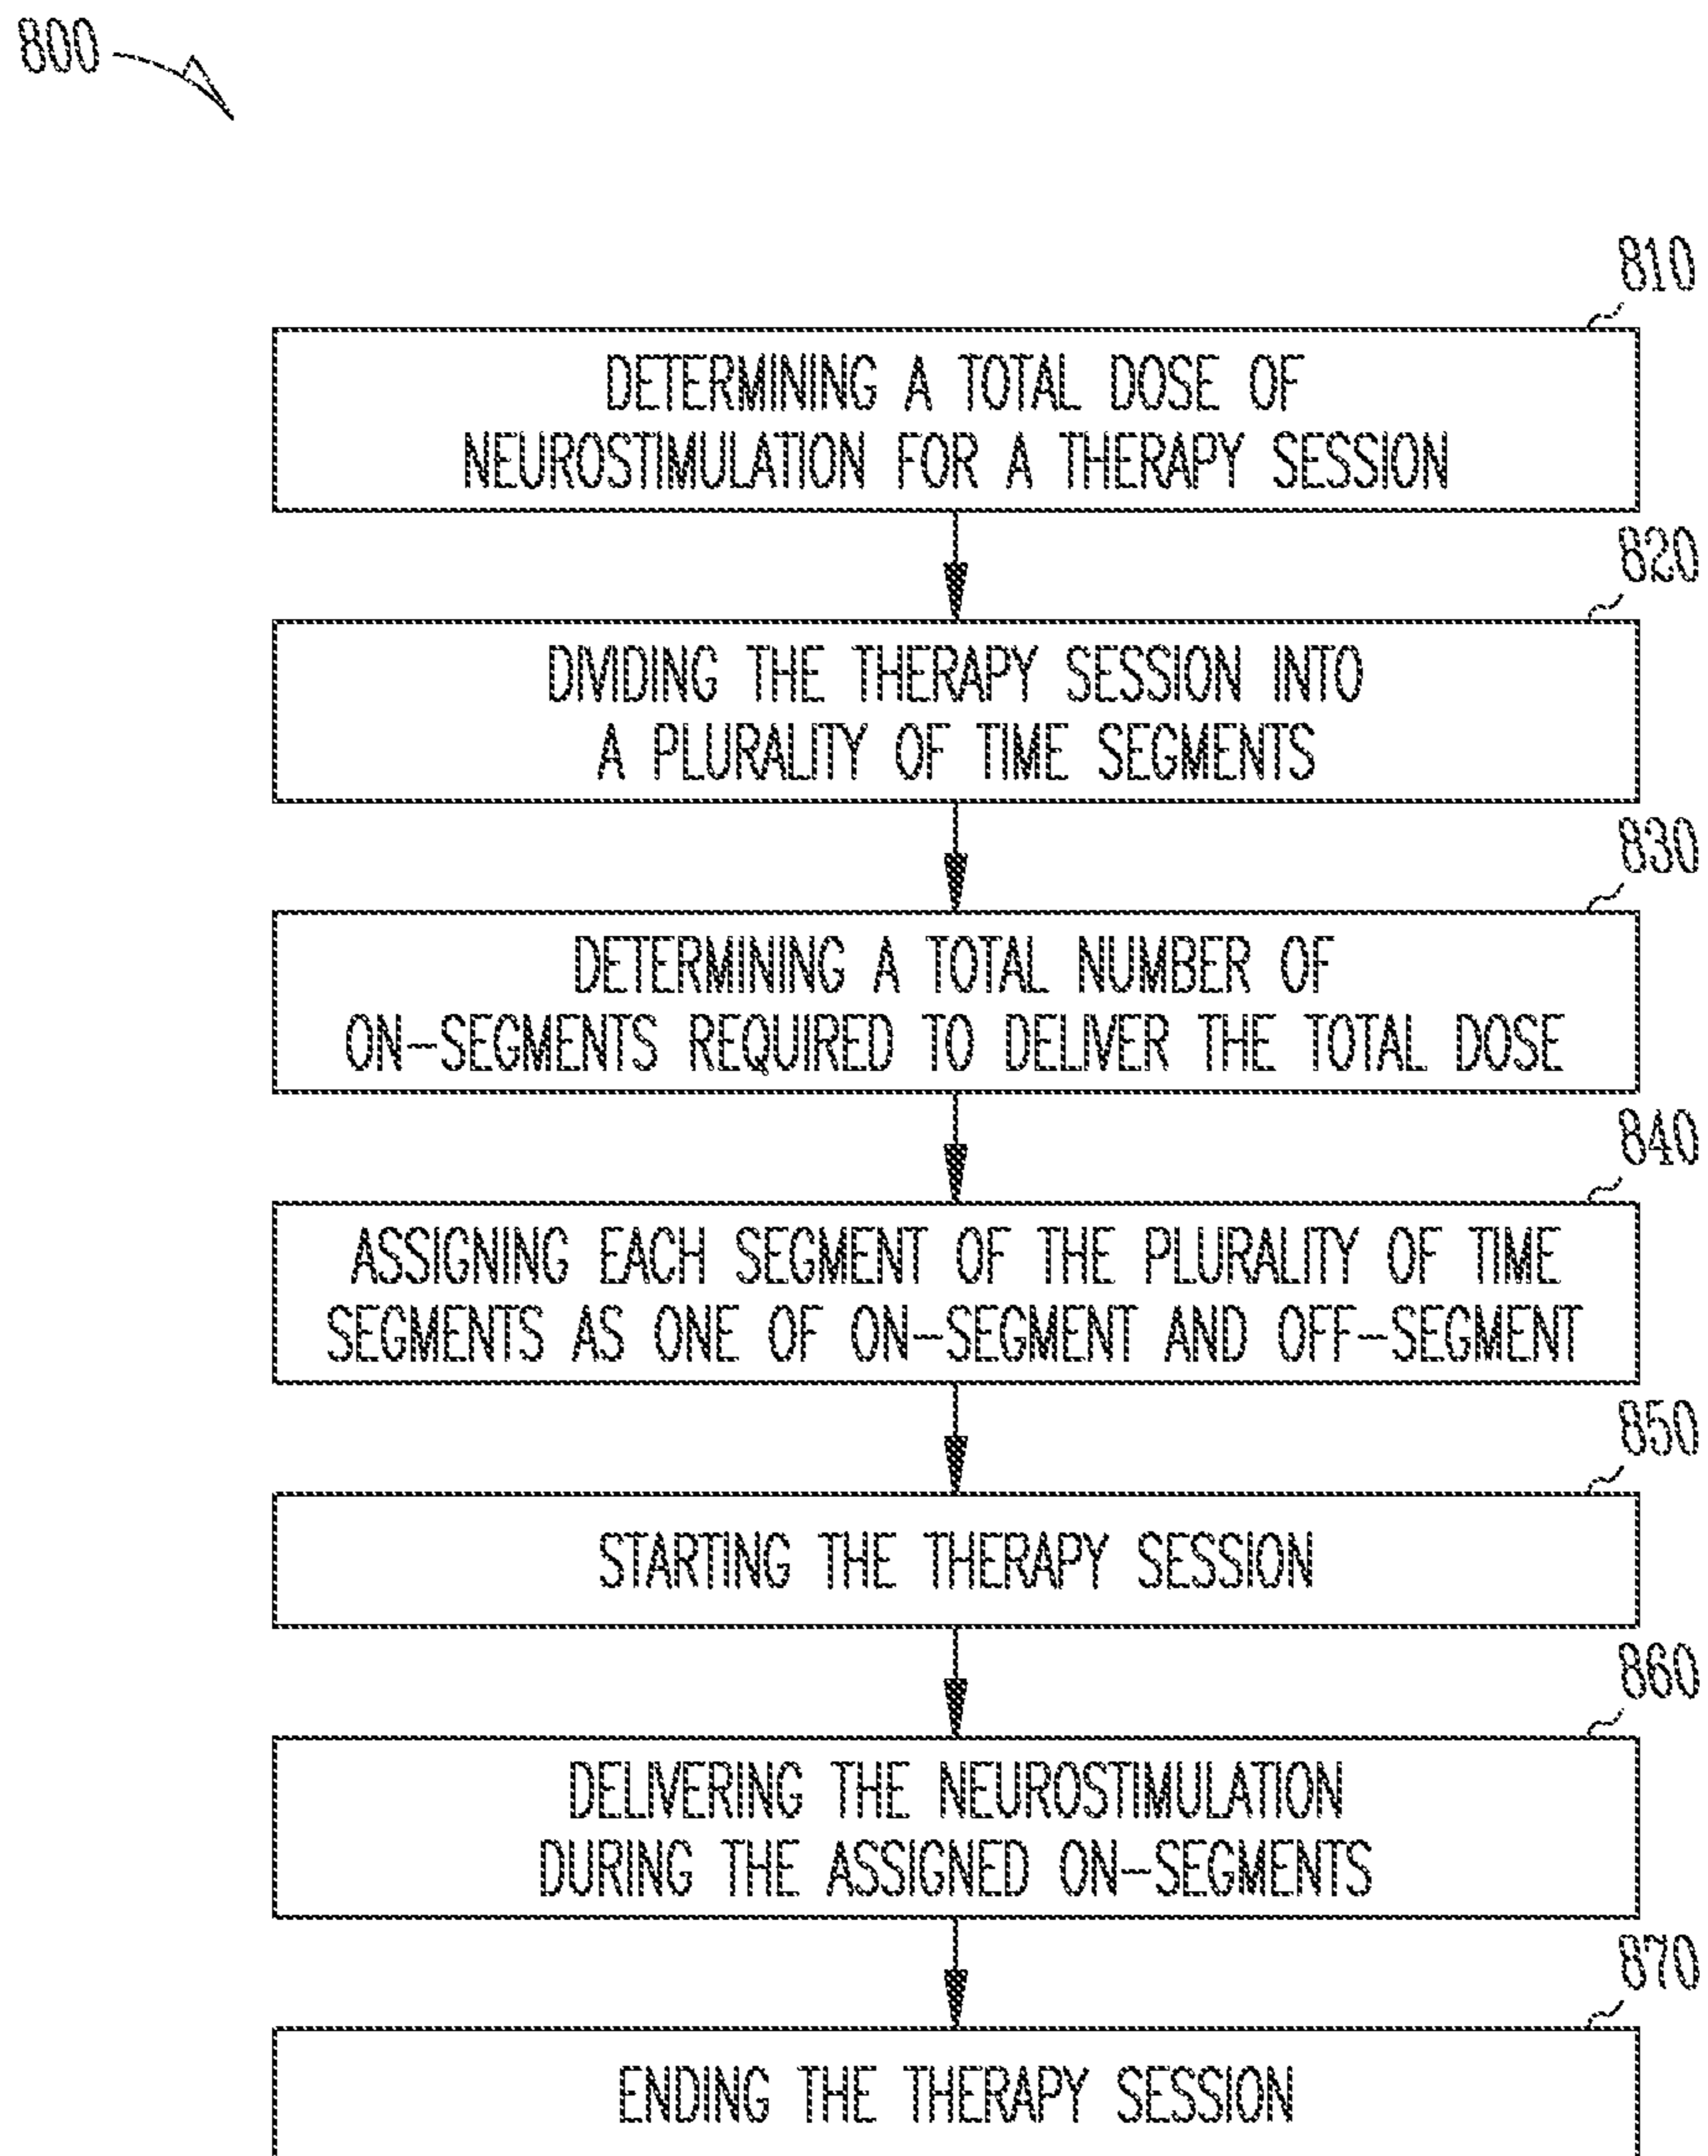 800
810
DETERMINING A TOTAL DOSE OF
NEUROSTIMULATION FOR A THERAPY SESSION
820
DIVIDING THE THERAPY SESSION INTO
A PLURALITY OF TIME SEGMENTS
830
DETERMINING A TOTAL NUMBER OF
ON-SEGMENTS REQUIRED TO DELIVER THE TOTAL DOSE
840
ASSIGNING EACH SEGMENT OF THE PLURALITY OF TIME
SEGMENTS AS ONE OF ON-SEGMENT AND OFF-SEGMENT
850
STARTING THE THERAPY SESSION
860
DELIVERING THE NEUROSTIMULATION
DURING THE ASSIGNED ON-SEGMENTS
870
ENDING THE THERAPY SESSION